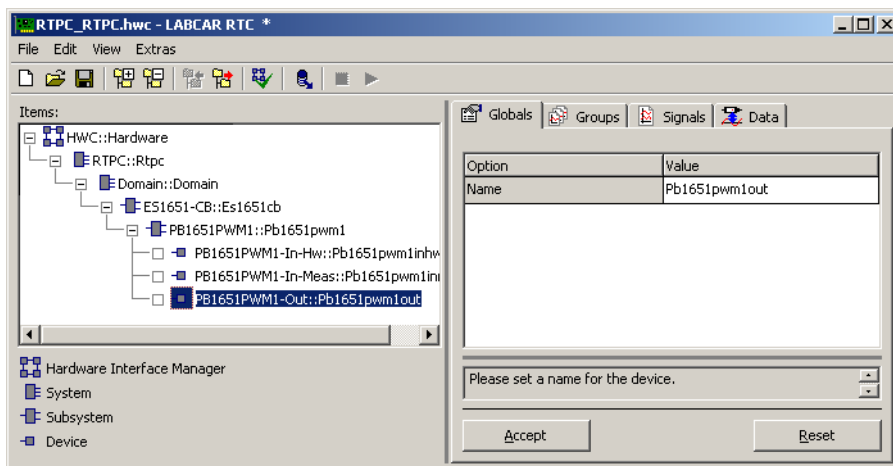 RTPC_RTPC.hwc - LABCAR RTC *
File Edit View Extras
Items:
HWC::Hardware
RTPC::Rtpc
Domain::Domain
ES1651-CB::Es1651cb
PB1651PWM1::Pb1651pwm1
PB1651PWM1-In-Hw::Pb1651pwm1inhw
PB1651PWM1-In-Meas::Pb1651pwm1in
PB1651PWM1-Out::Pb1651pwm1out
Hardware Interface Manager
System
Subsystem
Device
Globals Groups Signals Data
Option Value
Name Pb1651pwm1out
Please set a name for the device.
Accept Reset